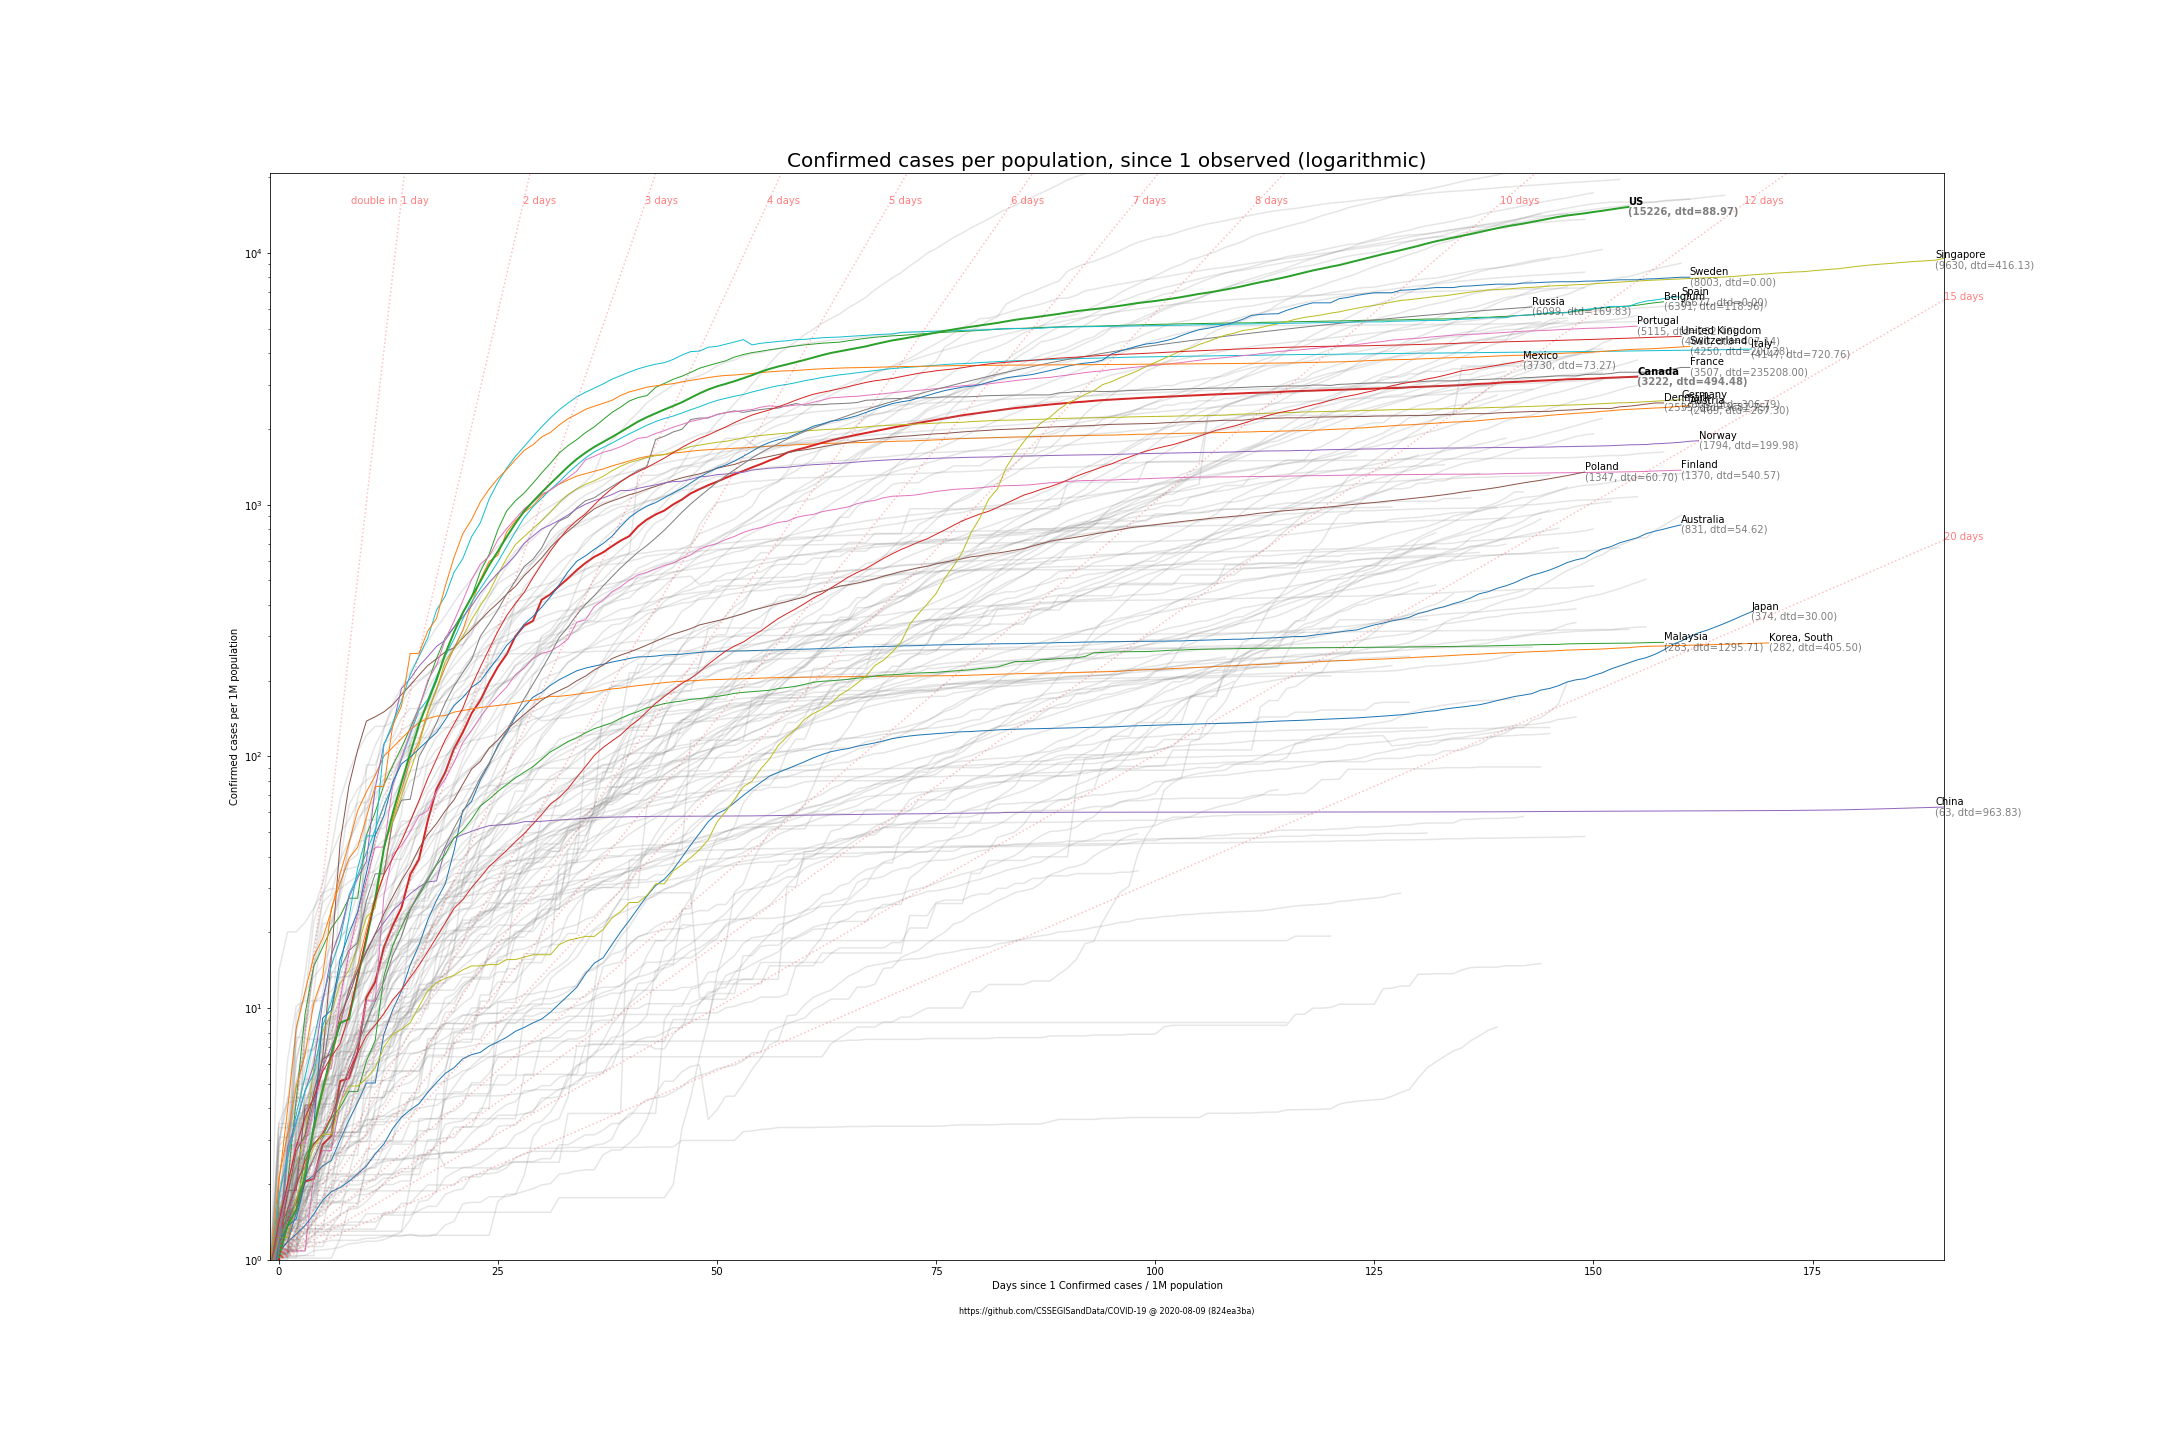 Confirmed cases per population, since 1 observed (logarithmic)
double in 1 day
2 days
3 days
4 days
5 days
6 days
7 days
8 days
10 days
12 days
15 days
20 days
US
(15226, dtd=88.97)
Singapore
(9630, dtd=416.13)
Sweden
(8003, dtd=0.00)
Spain
Belgium
(6391, dtd=118.96)
Russia
(6099, dtd=169.83)
Portugal
(5115,
United Kingdom
Switzerland
(4250,
Italy
(4147, dtd=720.76)
Mexico
(3730, dtd=73.27)
France
(3507, dtd=235208.00)
Canada
(3222, dtd=494.48)
Germany
Austria
(2469, dtd=267.30)
Norway
(1794, dtd=199.98)
Poland
(1347, dtd=60.70)
Finland
(1370, dtd=540.57)
Australia
(831, dtd=54.62)
Japan
(374, dtd=30.00)
Malaysia
(283, dtd=1295.71)
Korea, South
(282, dtd=405.50)
China
(63, dtd=963.83)
Confirmed cases per 1M population
10⁴
10³
10²
10¹
10⁰
0
25
50
75
100
125
150
175
Days since 1 Confirmed cases / 1M population
https://github.com/CSSEGISandData/COVID-19 @ 2020-08-09 (824ea3ba)